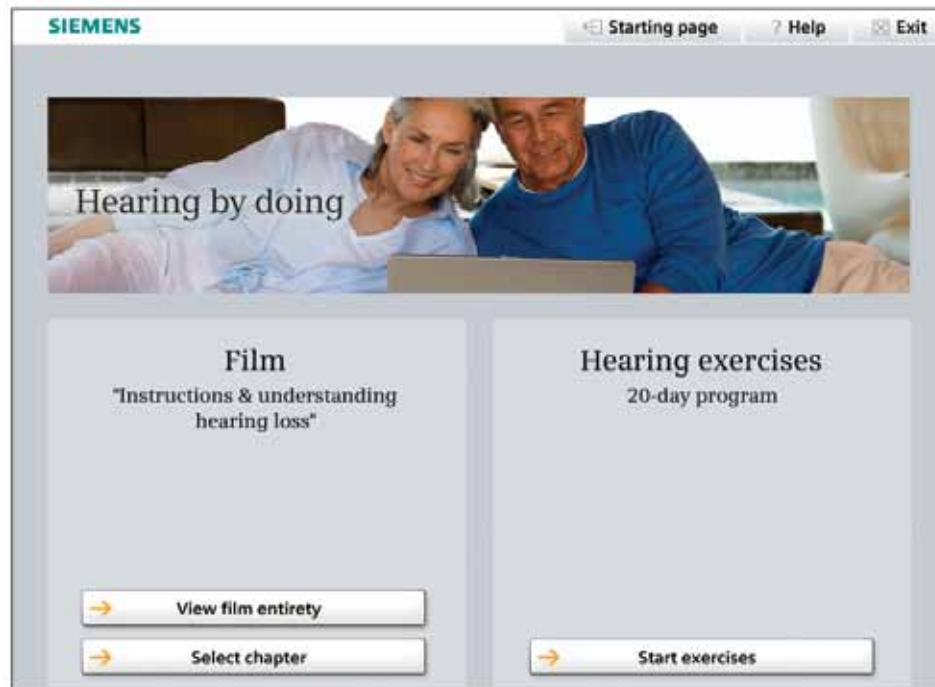 SIEMENS
Starting page
? Help
Exit
Hearing by doing
Film
"Instructions & understanding
hearing loss"
View film entirety
Select chapter
Hearing exercises
20-day program
Start exercises